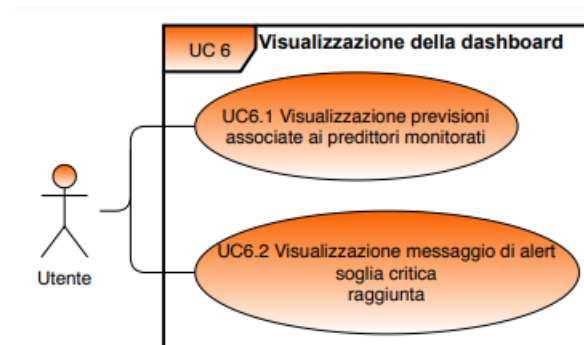 UC 6
Visualizzazione della dashboard
UC6.1 Visualizzazione previsioni
associate ai predittori monitorati
Utente
UC6.2 Visualizzazione messaggio di alert
soglia critica
raggiunta